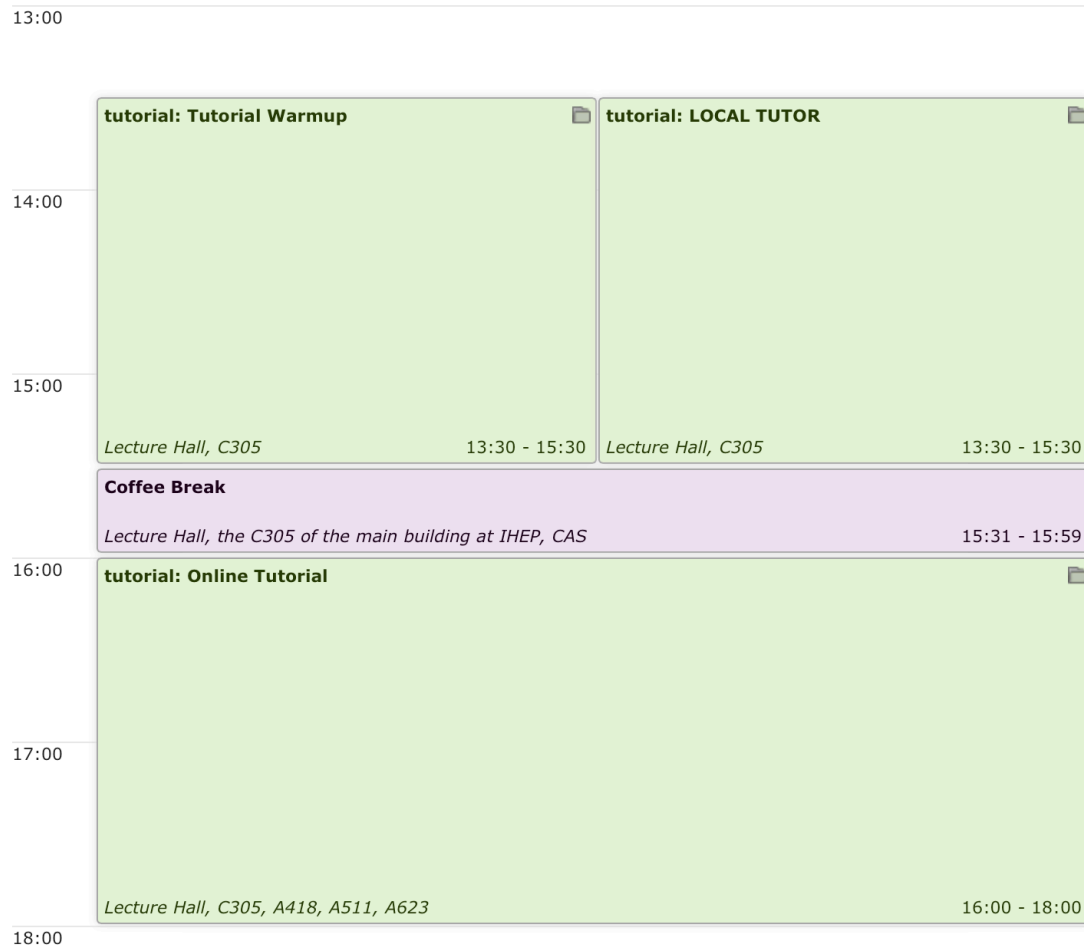 13:00
tutorial: Tutorial Warmup
tutorial: LOCAL TUTOR
14:00
15:00
Lecture Hall, C305 13:30 - 15:30
Lecture Hall, C305 13:30 - 15:30
Coffee Break
Lecture Hall, the C305 of the main building at IHEP, CAS 15:31 - 15:59
16:00
tutorial: Online Tutorial
17:00
Lecture Hall, C305, A418, A511, A623 16:00 - 18:00
18:00